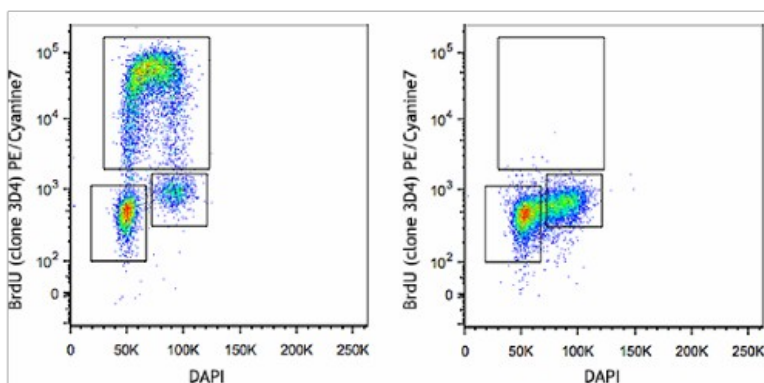 BrdU (clone 3D4) PE/Cyanine7
10⁵
10⁴
10³
10²
0
0 50K 100K 150K 200K 250K
DAPI
BrdU (clone 3D4) PE/Cyanine7
10⁵
10⁴
10³
10²
0
0 50K 100K 150K 200K 250K
DAPI